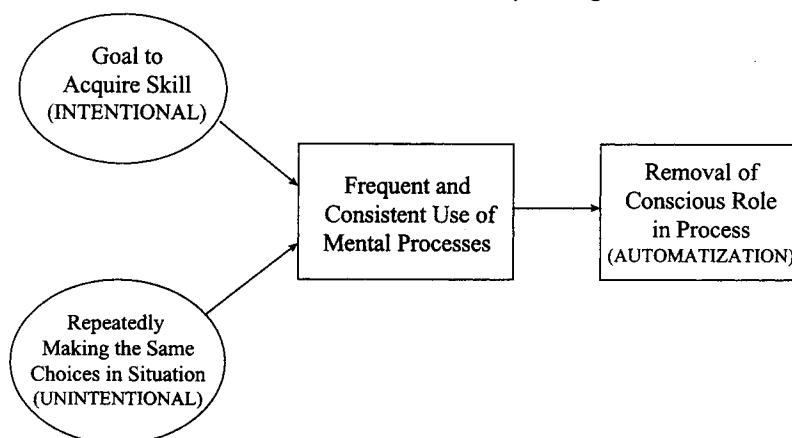 Goal to
Acquire Skill
(INTENTIONAL)
Frequent and
Consistent Use of
Mental Processes
Removal of
Conscious Role
in Process
(AUTOMATIZATION)
Repeatedly
Making the Same
Choices in Situation
(UNINTENTIONAL)